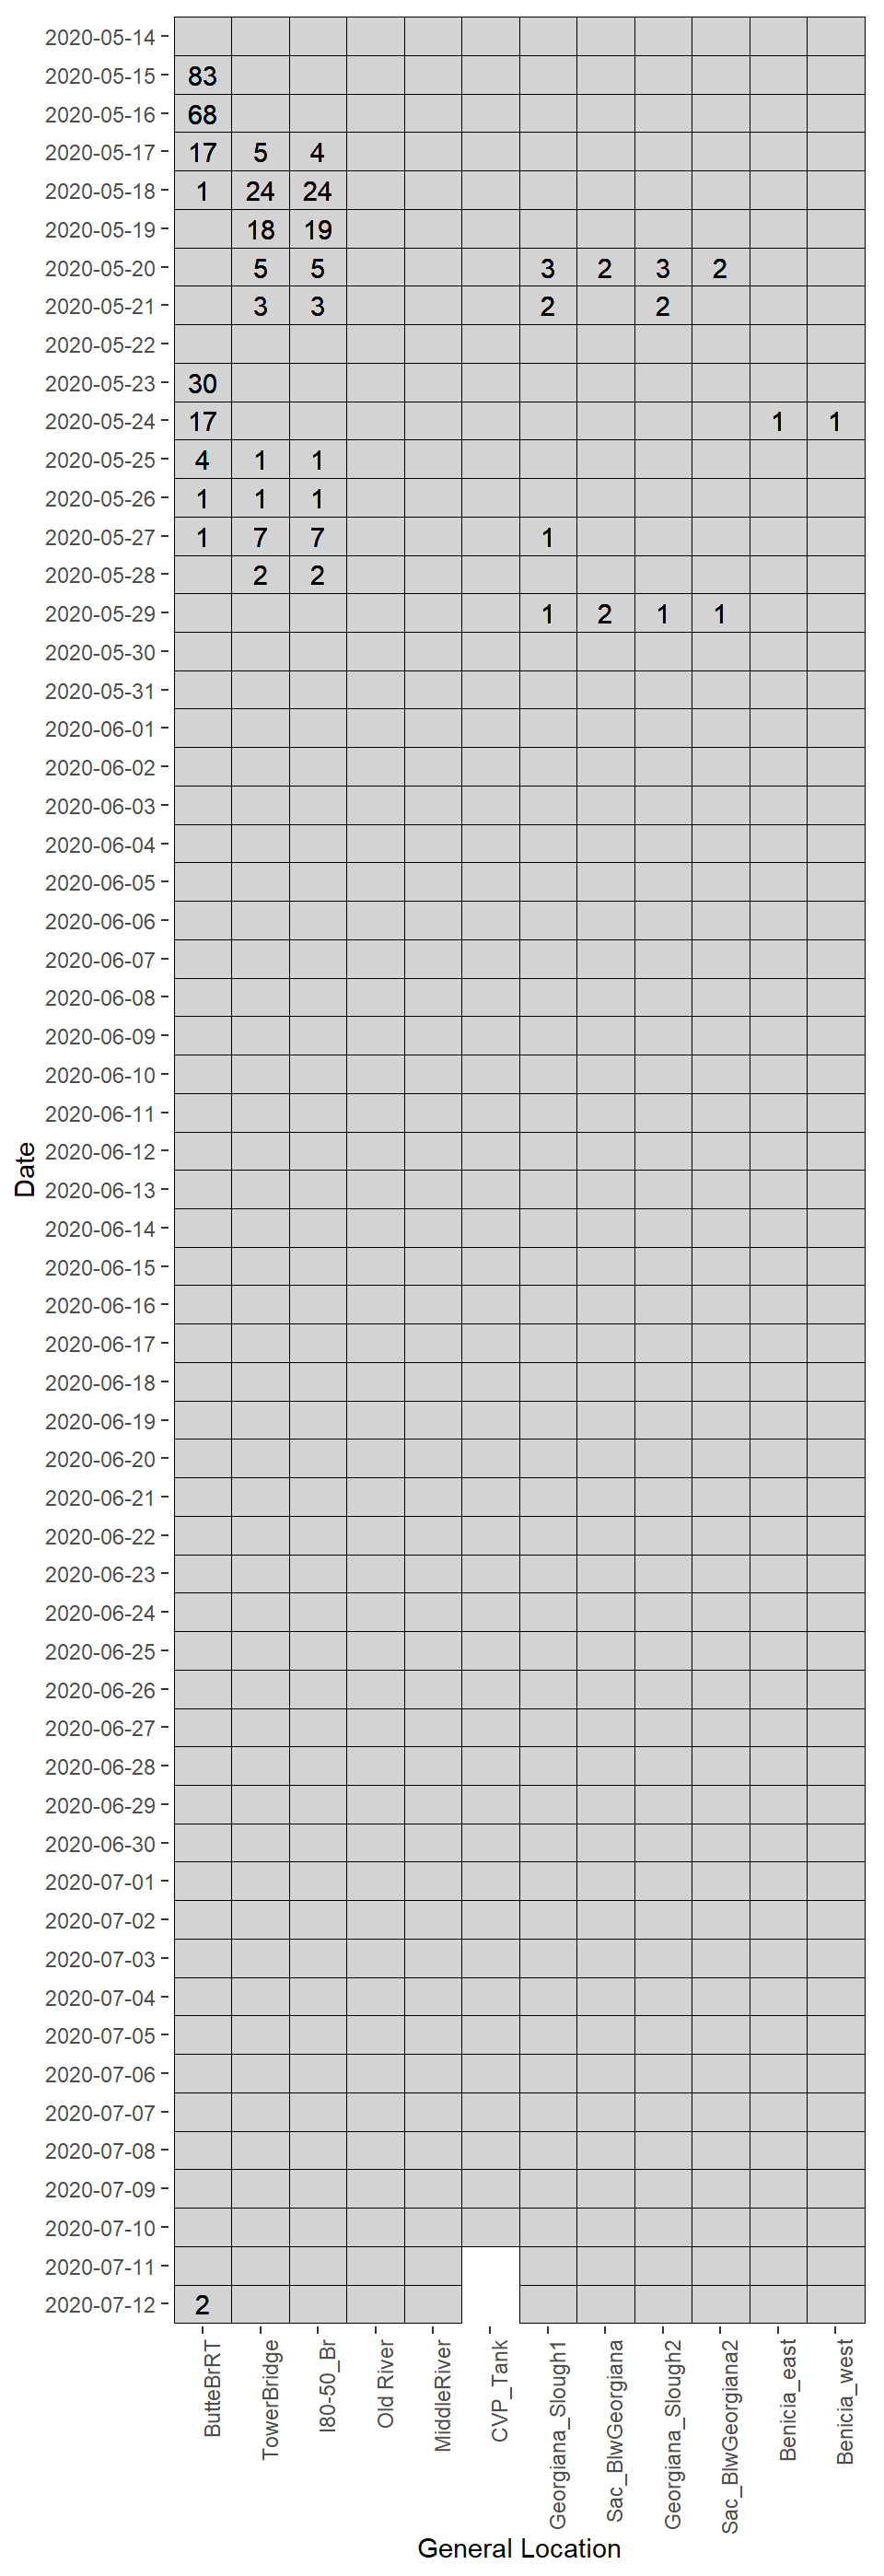 2020-05-14
2020-05-15 83
2020-05-16 68
2020-05-17 17 5 4
2020-05-18 1 24 24
2020-05-19 18 19
2020-05-20 5 5 3 2 3 2
2020-05-21 3 3 2 2
2020-05-22
2020-05-23 30
2020-05-24 17 1 1
2020-05-25 4 1 1
2020-05-26 1 1 1
2020-05-27 1 7 7 1
2020-05-28 2 2
2020-05-29 1 2 1 1
2020-05-30
2020-05-31
2020-06-01
2020-06-02
2020-06-03
2020-06-04
2020-06-05
2020-06-06
2020-06-07
2020-06-08
2020-06-09
2020-06-10
2020-06-11
2020-06-12
2020-06-13
2020-06-14
2020-06-15
2020-06-16
2020-06-17
2020-06-18
2020-06-19
2020-06-20
2020-06-21
2020-06-22
2020-06-23
2020-06-24
2020-06-25
2020-06-26
2020-06-27
2020-06-28
2020-06-29
2020-06-30
2020-07-01
2020-07-02
2020-07-03
2020-07-04
2020-07-05
2020-07-06
2020-07-07
2020-07-08
2020-07-09
2020-07-10
2020-07-11
2020-07-12 2
Date
ButteBrRT
TowerBridge
I80-50_Br
Old River
MiddleRiver
CVP_Tank
Georgiana_Slough1
Sac_BlwGeorgiana
Georgiana_Slough2
Sac_BlwGeorgiana2
Benicia_east
Benicia_west
General Location